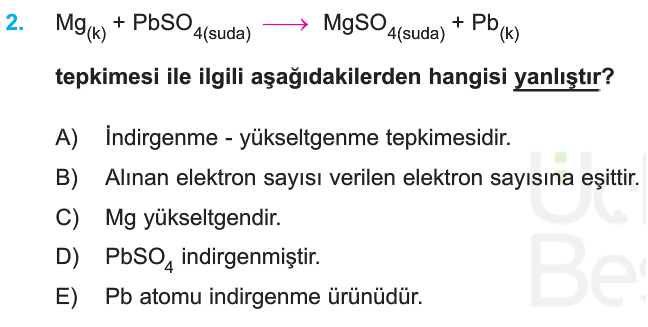 2. Mg(k) + PbSO4(suda) ⟶ MgSO4(suda) + Pb(k)
tepkimesi ile ilgili aşağıdakilerden hangisi yanlıştır?
A) İndirgenme - yükseltgenme tepkimesidir.
B) Alınan elektron sayısı verilen elektron sayısına eşittir.
C) Mg yükseltgendir.
D) PbSO4 indirgenmiştir.
E) Pb atomu indirgenme ürünüdür.